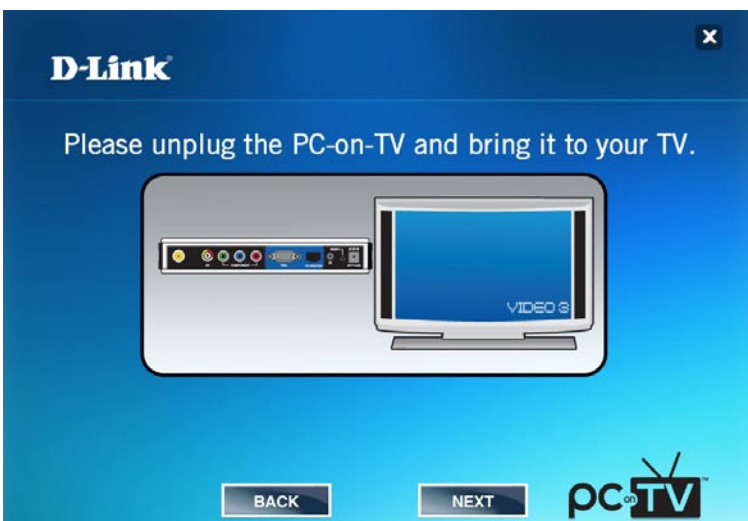 D-Link
Please unplug the PC-on-TV and bring it to your TV.
VIDEO 3
BACK
NEXT
pc on TV™